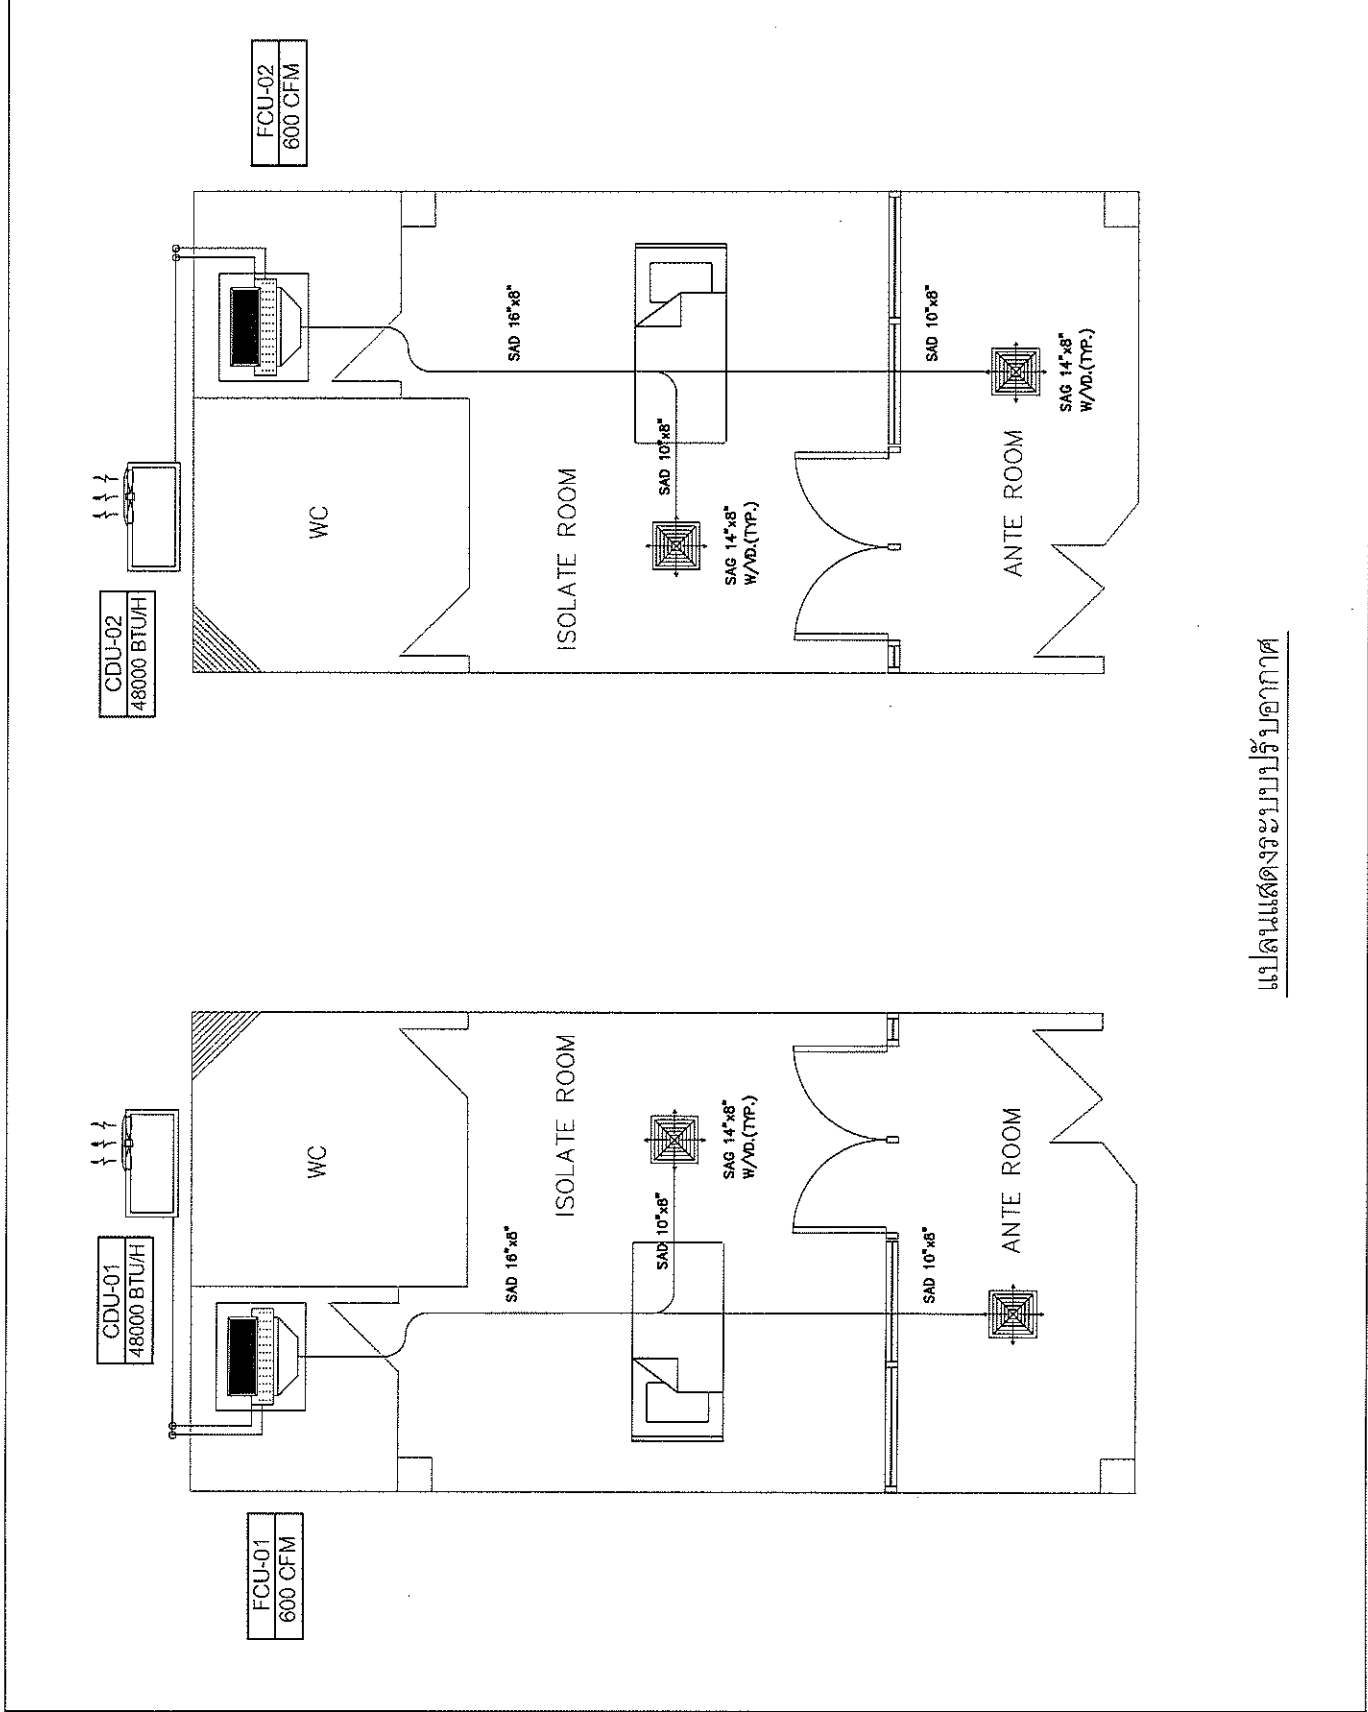 CDU-01
48000 BTU/H
FCU-01
600 CFM
WC
SAD 16"x8"
ISOLATE ROOM
SAD 10"x8"
SAG 14"x8"
W/VD.(TYP.)
SAD 10"x8"
ANTE ROOM
CDU-02
48000 BTU/H
FCU-02
600 CFM
WC
SAD 16"x8"
ISOLATE ROOM
SAD 10"x8"
SAG 14"x8"
W/VD.(TYP.)
SAD 10"x8"
ANTE ROOM
SAG 14"x8"
W/VD.(TYP.)
แปลนแสดงระบบปรับอากาศ